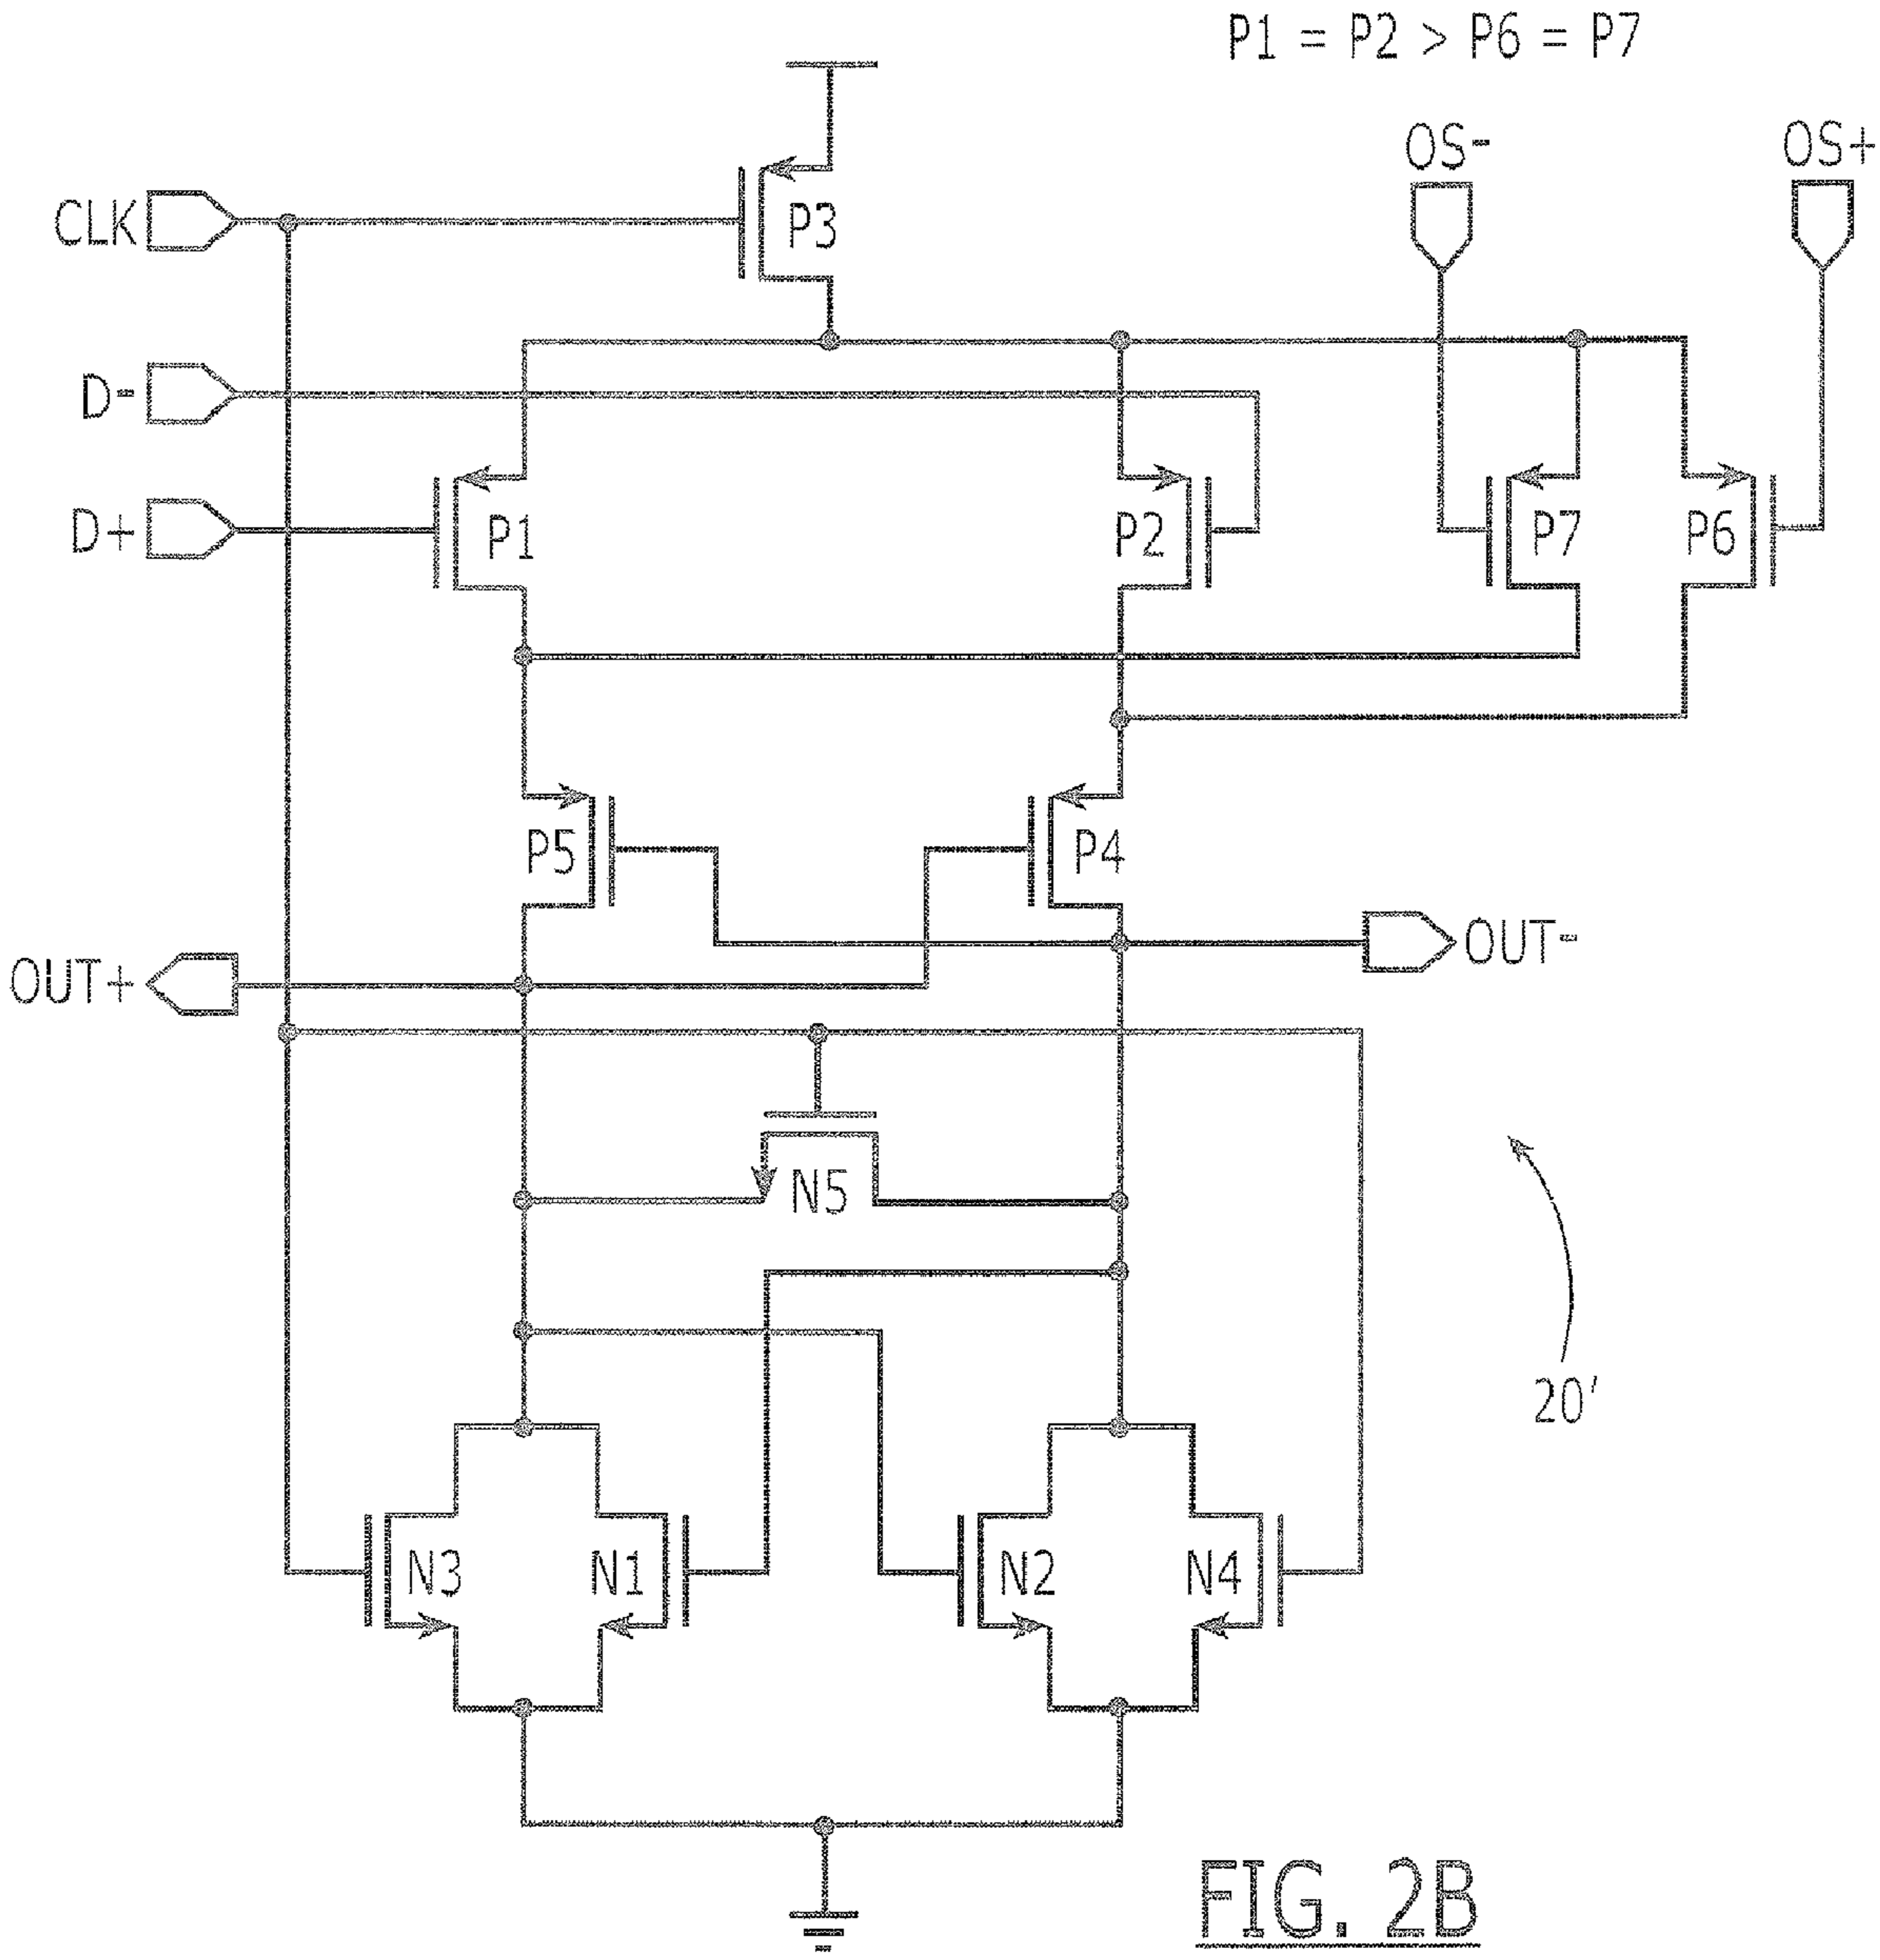 P1 = P2 > P6 = P7
OS-
OS+
CLK
P3
D-
D+
P1
P2
P7
P6
P5
P4
OUT-
OUT+
N5
20'
N3
N1
N2
N4
FIG. 2B